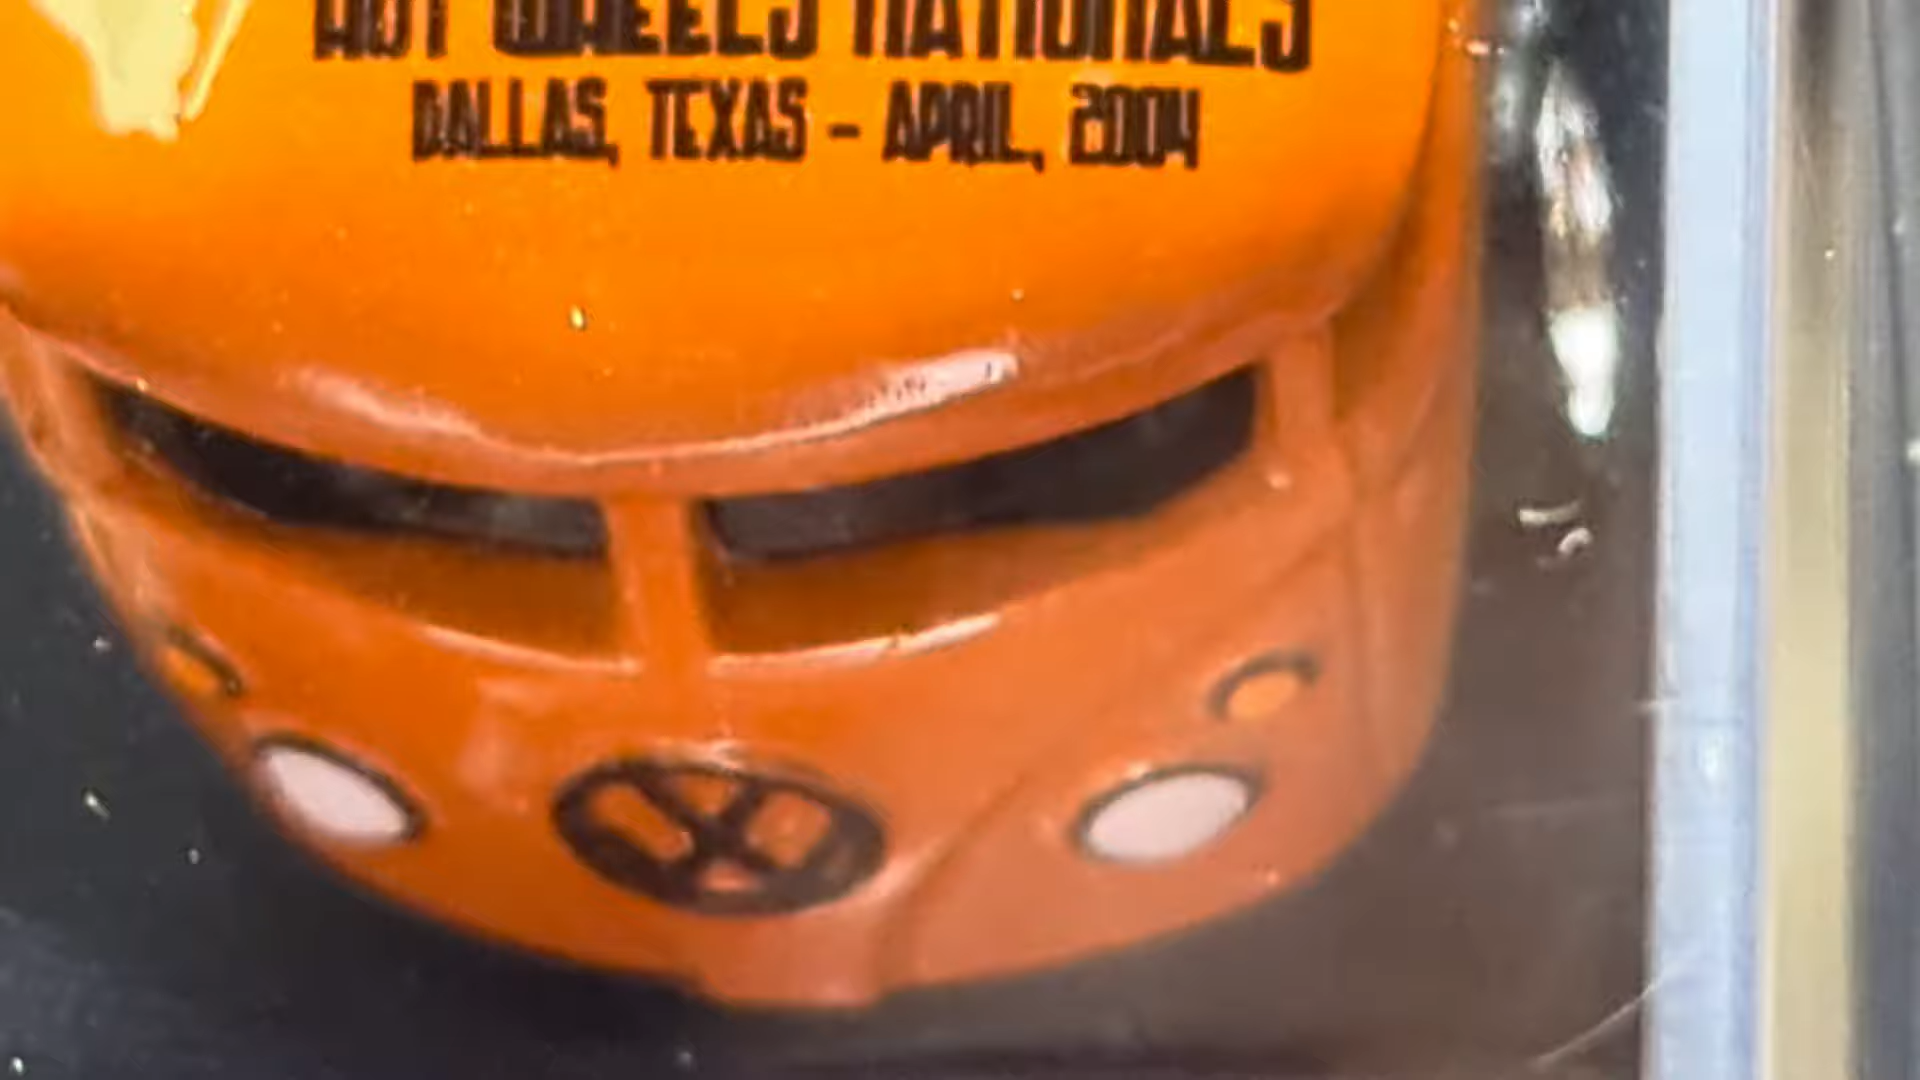 HOT WHEELS NATIONALS
DALLAS, TEXAS - APRIL, 2004